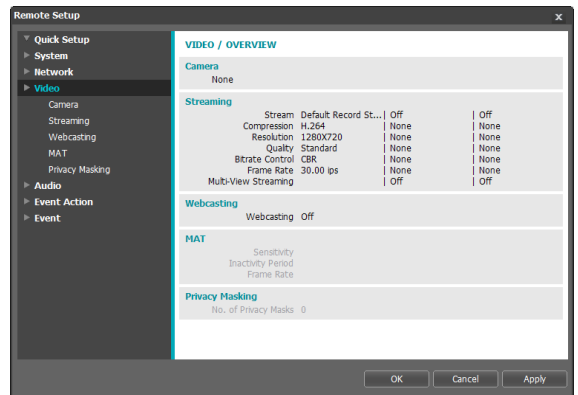 Remote Setup x
Quick Setup
System
Network
Video
Camera
Streaming
Webcasting
MAT
Privacy Masking
Audio
Event Action
Event
VIDEO / OVERVIEW
Camera
None
Streaming
Stream Default Record St...| Off | Off
Compression H.264 | None | None
Resolution 1280X720 | None | None
Quality Standard | None | None
Bitrate Control CBR | None | None
Frame Rate 30.00 ips | None | None
Multi-View Streaming | Off | Off
Webcasting
Webcasting Off
MAT
Sensitivity
Inactivity Period
Frame Rate
Privacy Masking
No. of Privacy Masks 0
OK Cancel Apply